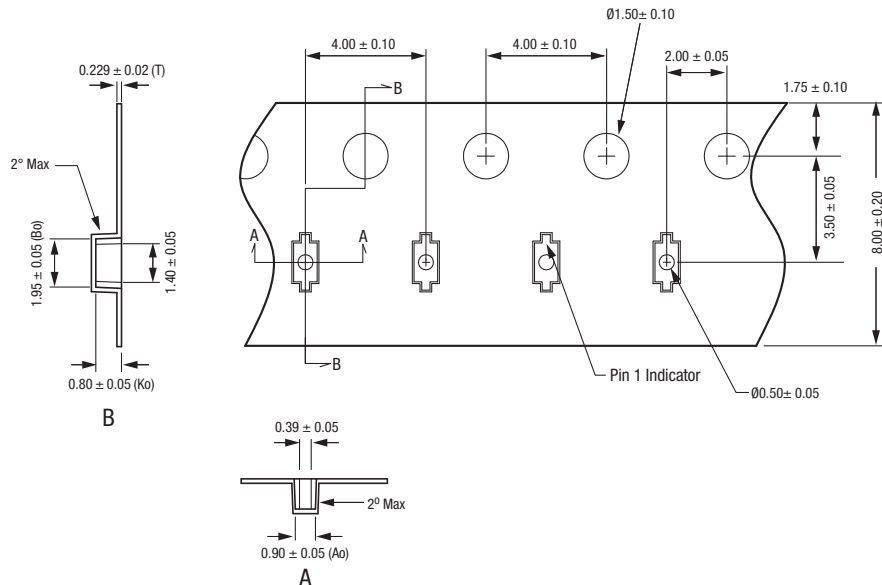 Ø1.50± 0.10
4.00 ± 0.10
4.00 ± 0.10
2.00 ± 0.05
0.229 ± 0.02 (T)
1.75 ± 0.10
B
2° Max
3.50 ± 0.05
8.00 ± 0.20
A
A
1.95 ± 0.05 (Bo)
1.40 ± 0.05
B
Pin 1 Indicator
0.80 ± 0.05 (Ko)
Ø0.50± 0.05
B
0.39 ± 0.05
2º Max
0.90 ± 0.05 (Ao)
A